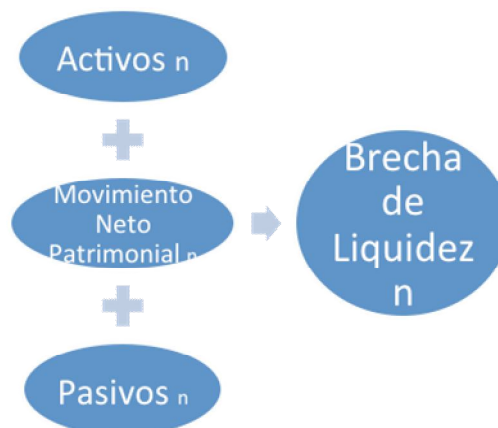 Activos n
Movimiento
Neto
Patrimonial n
Pasivos n
Brecha
de
Liquidez
n